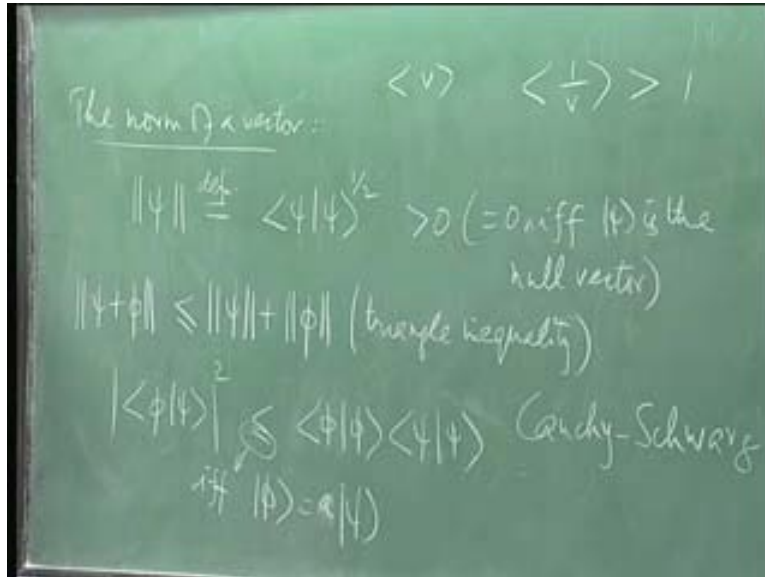 <v> <1/v> > 1
The norm of a vector:
‖ψ‖ def. = <ψ|ψ>^1/2 >0 (=0 iff |ψ> is the
null vector)
‖ψ+φ‖ ≤ ‖ψ‖+‖φ‖ (triangle inequality)
|<φ|ψ>|^2 ≤ <φ|φ><ψ|ψ> Cauchy-Schwarz
iff |φ>=a|ψ>